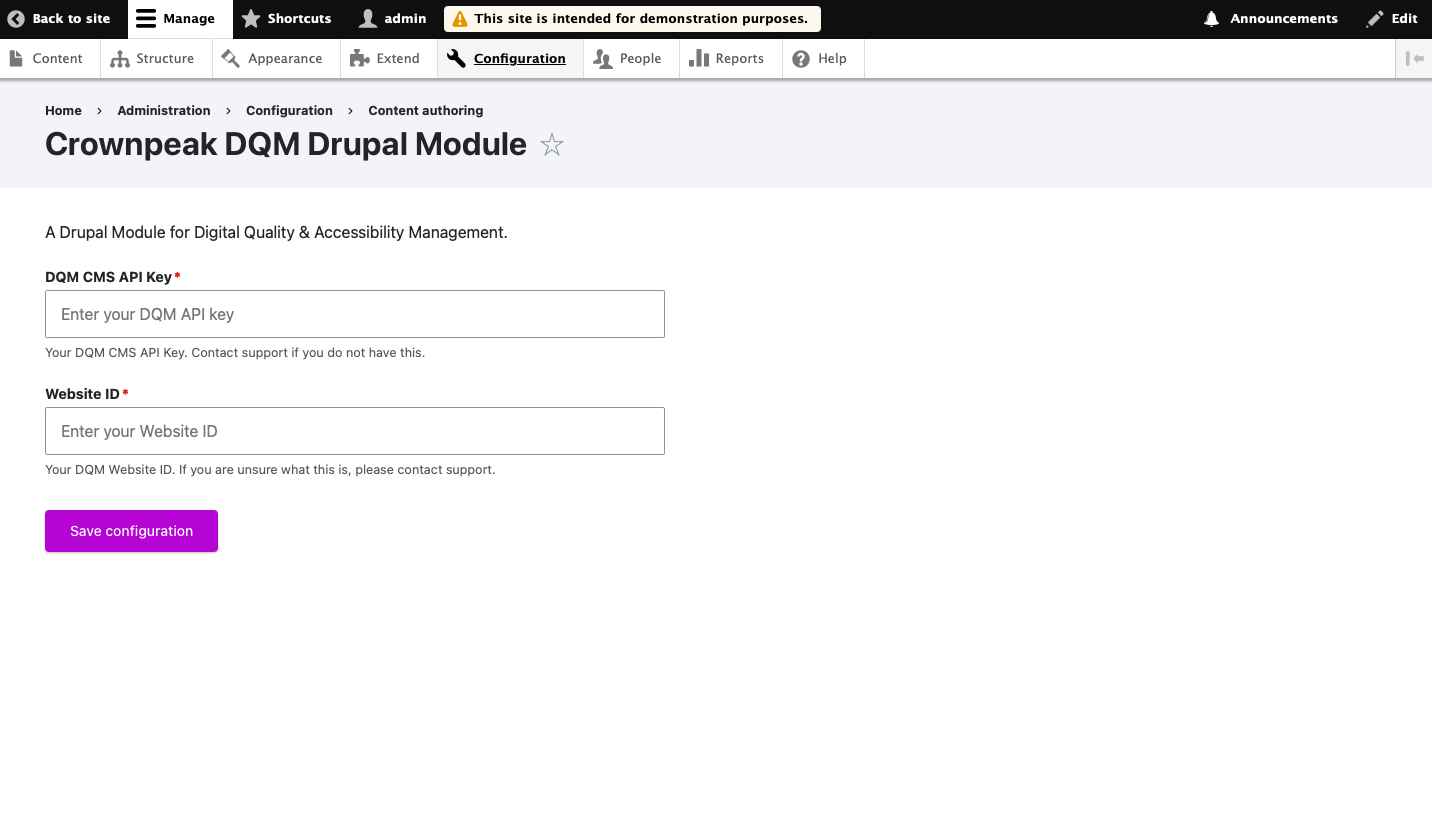 Back to site Manage Shortcuts admin This site is intended for demonstration purposes. Announcements Edit
Content Structure Appearance Extend Configuration People Reports Help
Home › Administration › Configuration › Content authoring
Crownpeak DQM Drupal Module
A Drupal Module for Digital Quality & Accessibility Management.
DQM CMS API Key*
Enter your DQM API key
Your DQM CMS API Key. Contact support if you do not have this.
Website ID*
Enter your Website ID
Your DQM Website ID. If you are unsure what this is, please contact support.
Save configuration